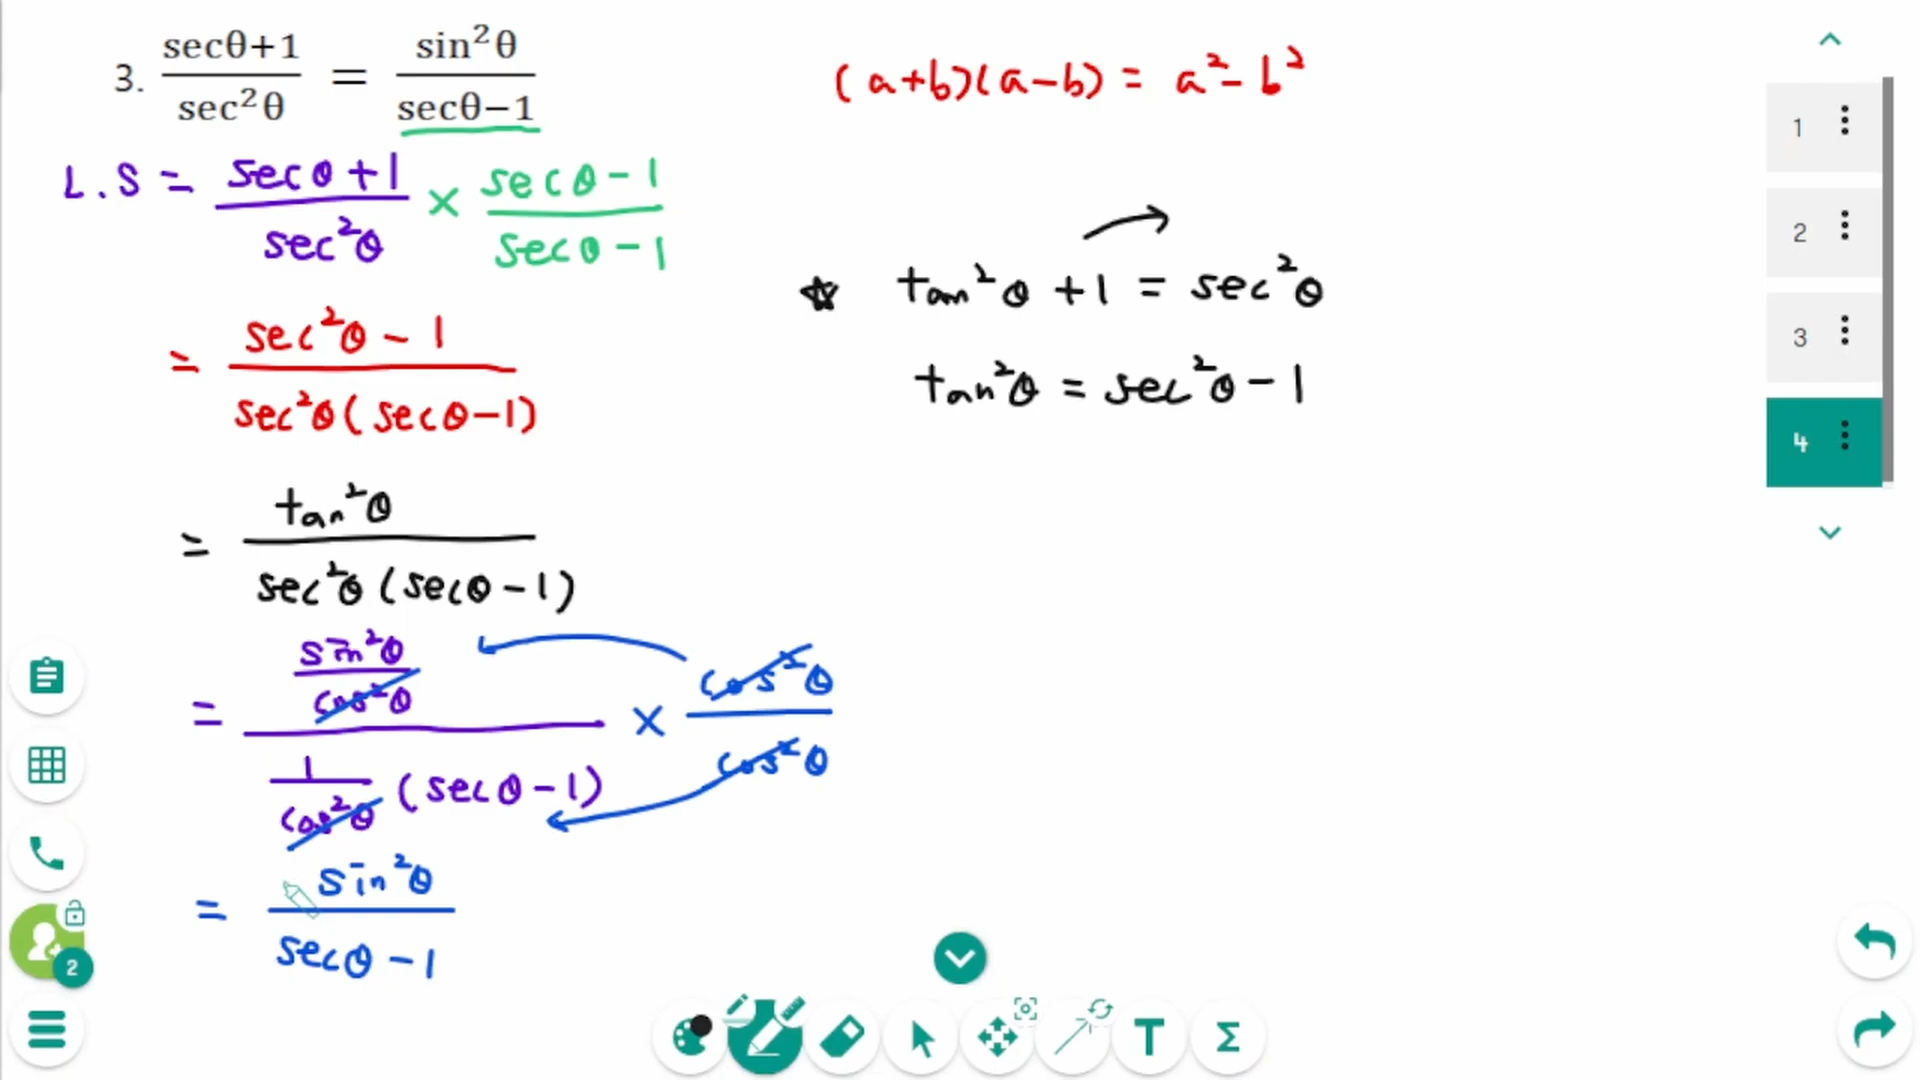 3. secθ+1 / sec²θ = sin²θ / secθ−1
(a+b)(a−b) = a² − b²
L.S = secθ+1 / sec²θ × secθ−1 / secθ−1
= sec²θ − 1 / sec²θ(secθ−1)
☆ tan²θ + 1 = sec²θ
tan²θ = sec²θ − 1
= tan²θ / sec²θ(secθ−1)
= sin²θ / cos²θ / 1 / cos²θ (secθ−1) × cos²θ / cos²θ
= sin²θ / secθ−1
1
2
3
4
2
T
Σ